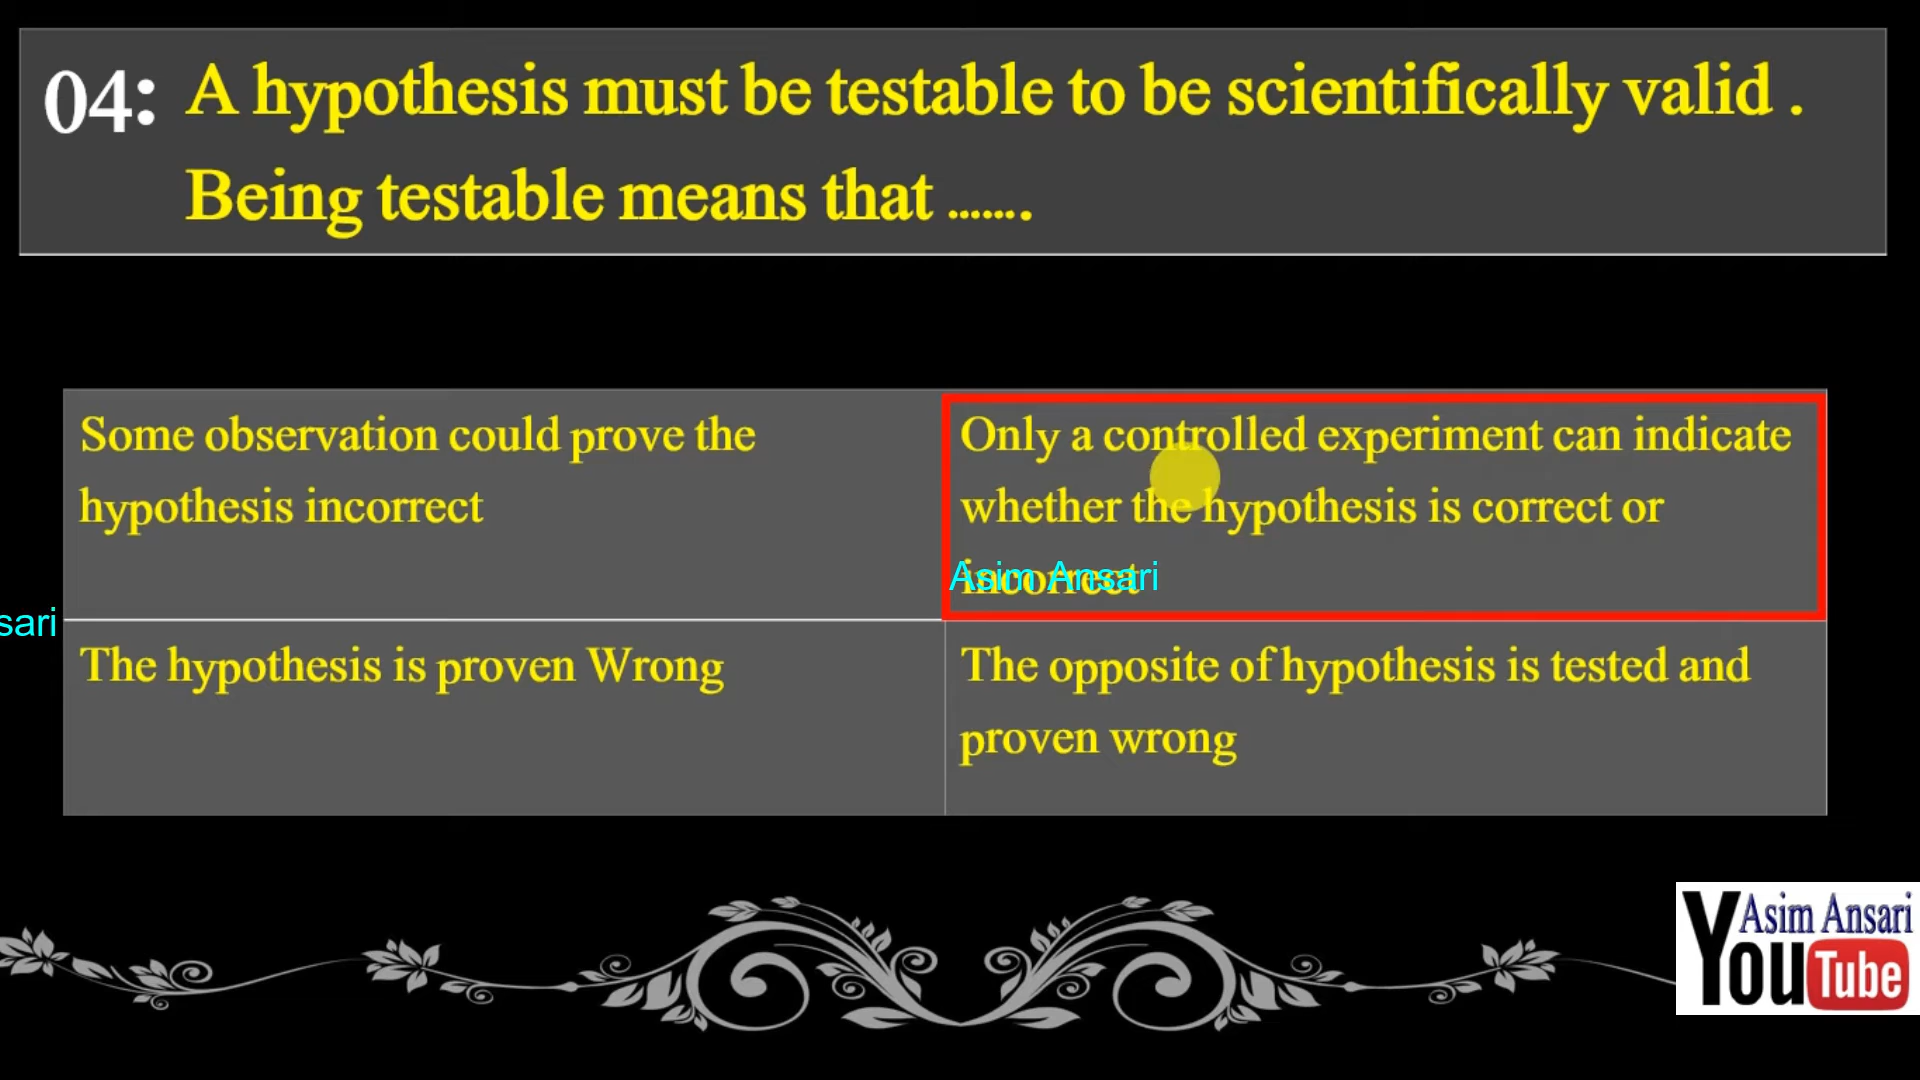 04: A hypothesis must be testable to be scientifically valid .
Being testable means that …….
Some observation could prove the
hypothesis incorrect
Only a controlled experiment can indicate
whether the hypothesis is correct or
incorrect
Asim Ansari
sari
The hypothesis is proven Wrong
The opposite of hypothesis is tested and
proven wrong
Asim Ansari
YouTube